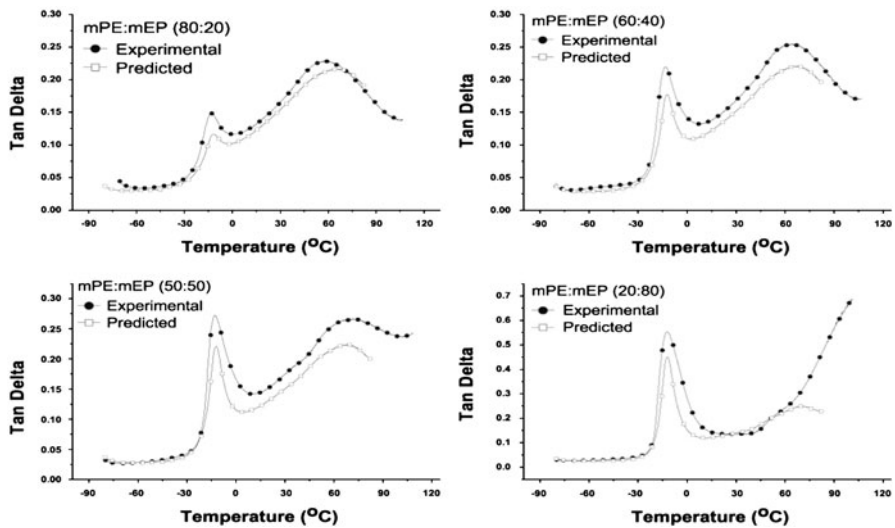 mPE:mEP (80:20)
Experimental
Predicted
Tan Delta
0.30
0.25
0.20
0.15
0.10
0.05
0.00
-90 -60 -30 0 30 60 90 120
Temperature (OC)
mPE:mEP (60:40)
Experimental
Predicted
Tan Delta
0.30
0.25
0.20
0.15
0.10
0.05
0.00
-90 -60 -30 0 30 60 90 120
Temperature (OC)
mPE:mEP (50:50)
Experimental
Predicted
Tan Delta
0.30
0.25
0.20
0.15
0.10
0.05
0.00
-90 -60 -30 0 30 60 90 120
Temperature (OC)
mPE:mEP (20:80)
Experimental
Predicted
Tan Delta
0.7
0.6
0.5
0.4
0.3
0.2
0.1
0.0
-90 -60 -30 0 30 60 90 120
Temperature (OC)